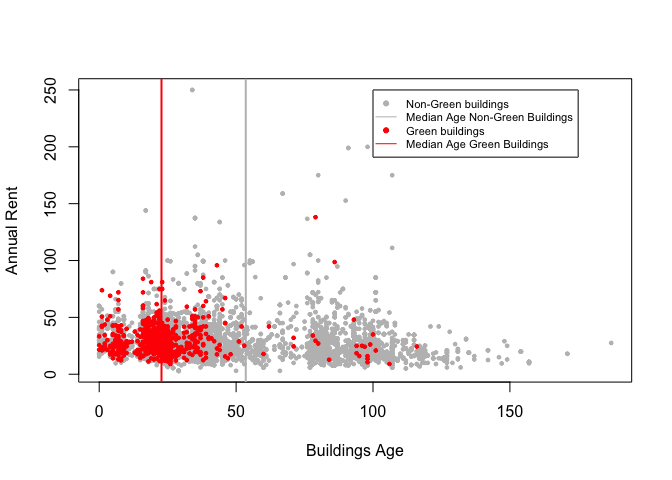 Non-Green buildings
Median Age Non-Green Buildings
Green buildings
Median Age Green Buildings
Annual Rent
250
200
150
100
50
0
0 50 100 150
Buildings Age